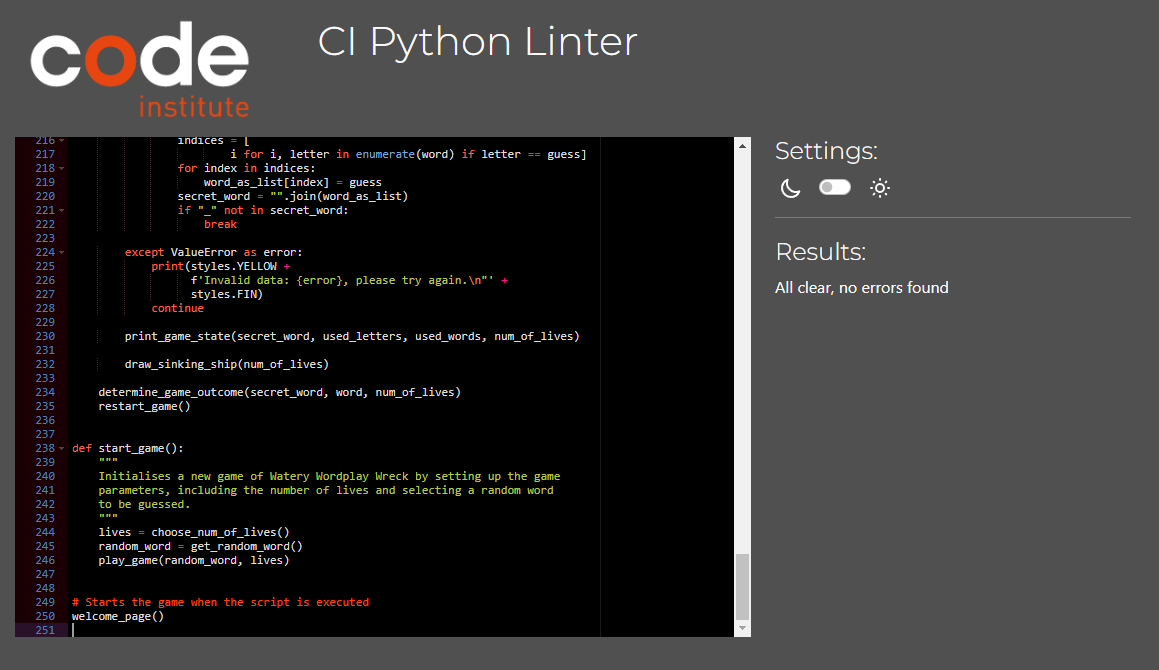 code
institute
CI Python Linter
216 indices = [
217 i for i, letter in enumerate(word) if letter == guess]
218 for index in indices:
219 word_as_list[index] = guess
220 secret_word = "".join(word_as_list)
221 if "_" not in secret_word:
222 break
223
224 except ValueError as error:
225 print(styles.YELLOW +
226 f'Invalid data: {error}, please try again.\n"' +
227 styles.FIN)
228 continue
229
230 print_game_state(secret_word, used_letters, used_words, num_of_lives)
231
232 draw_sinking_ship(num_of_lives)
233
234 determine_game_outcome(secret_word, word, num_of_lives)
235 restart_game()
236
237
238 def start_game():
239 """
240 Initialises a new game of Watery Wordplay Wreck by setting up the game
241 parameters, including the number of lives and selecting a random word
242 to be guessed.
243 """
244 lives = choose_num_of_lives()
245 random_word = get_random_word()
246 play_game(random_word, lives)
247
248
249 # Starts the game when the script is executed
250 welcome_page()
251
Settings:
Results:
All clear, no errors found